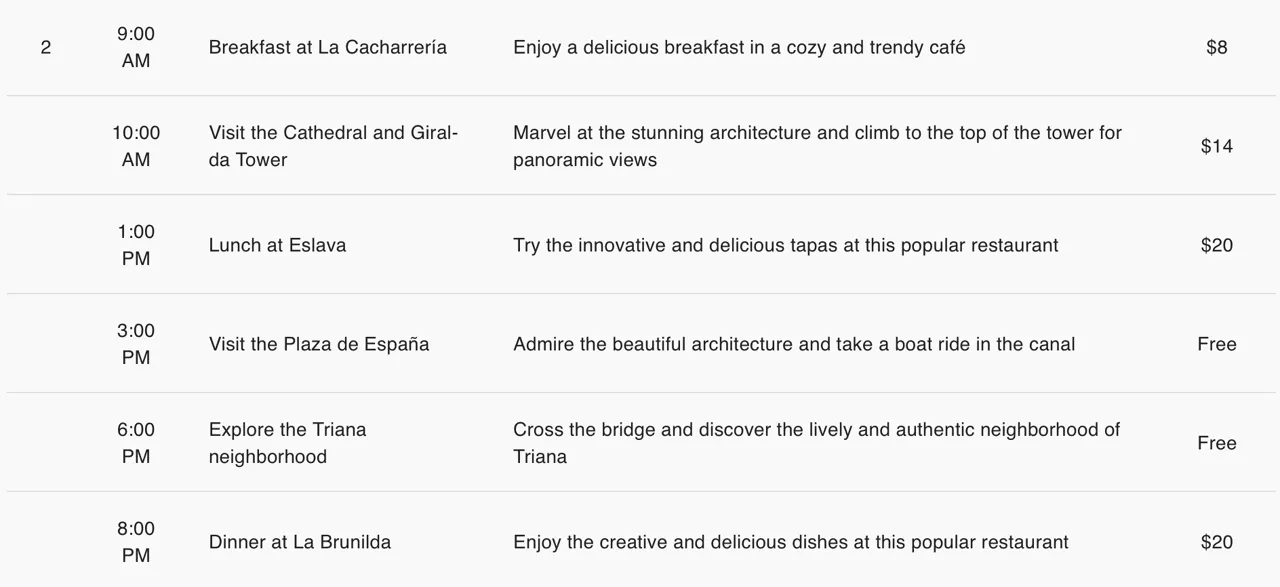 2
9:00
AM
Breakfast at La Cacharrería
Enjoy a delicious breakfast in a cozy and trendy café
$8
10:00
AM
Visit the Cathedral and Giral-
da Tower
Marvel at the stunning architecture and climb to the top of the tower for
panoramic views
$14
1:00
PM
Lunch at Eslava
Try the innovative and delicious tapas at this popular restaurant
$20
3:00
PM
Visit the Plaza de España
Admire the beautiful architecture and take a boat ride in the canal
Free
6:00
PM
Explore the Triana
neighborhood
Cross the bridge and discover the lively and authentic neighborhood of
Triana
Free
8:00
PM
Dinner at La Brunilda
Enjoy the creative and delicious dishes at this popular restaurant
$20